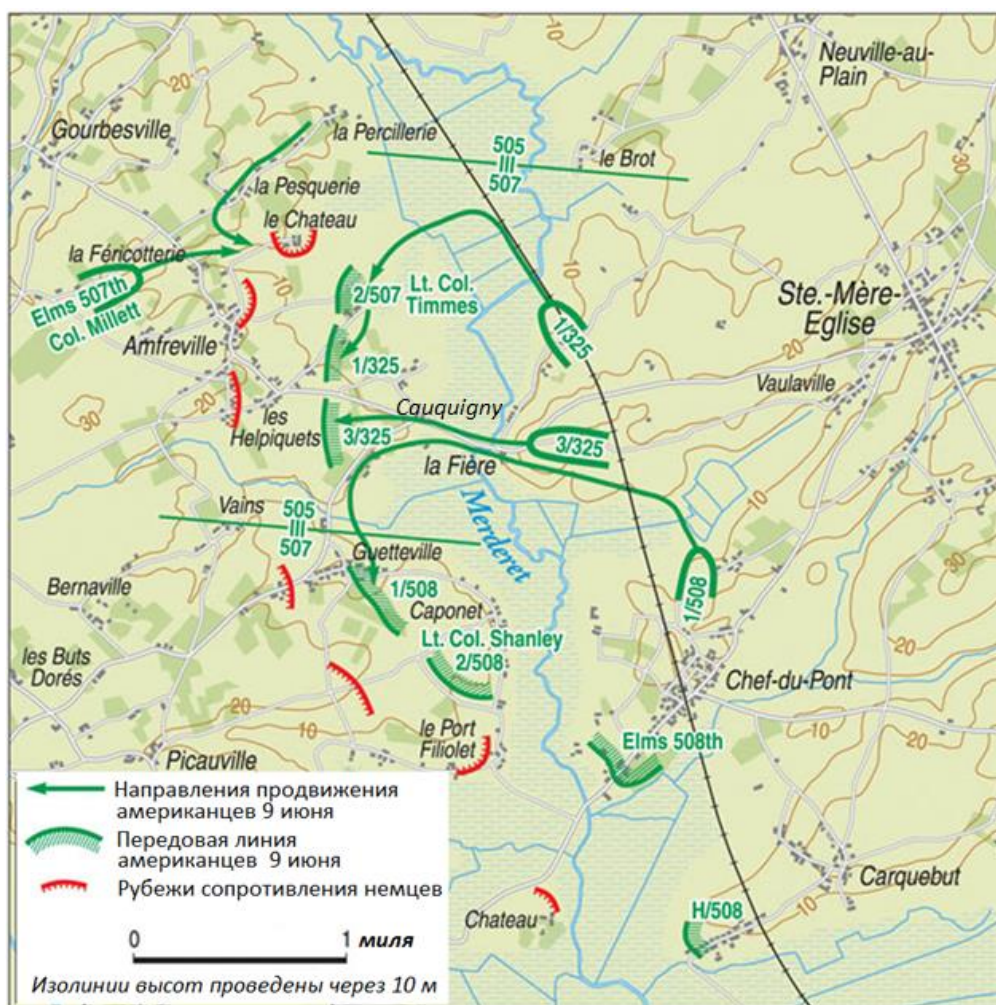 Neuville-au-
Plain
Gourbesville
la Percillerie
505
III
507
le Brot
la Pesquerie
le Chateau
la Féricotterie
Elms 507th
Col. Millett
2/507
Lt. Col.
Timmes
Ste.-Mère-
Eglise
1/325
Amfreville
1/325
Vaulaville
Cauquigny
les
Helpiquets
3/325
3/325
la Fière
Vains
505
III
507
Merderet
Guetteville
Bernaville
1/508
Caponet
1/508
Lt. Col. Shanley
2/508
les Buts
Dorés
Chef-du-Pont
le Port
Filiolet
Elms 508th
Picauville
Carquebut
Chateau
H/508
20
10
20
30
10
20
30
20
10
20
10
10
20
10
20
Направления продвижения
американцев 9 июня
Передовая линия
американцев 9 июня
Рубежи сопротивления немцев
0 1 миля
Изолинии высот проведены через 10 м